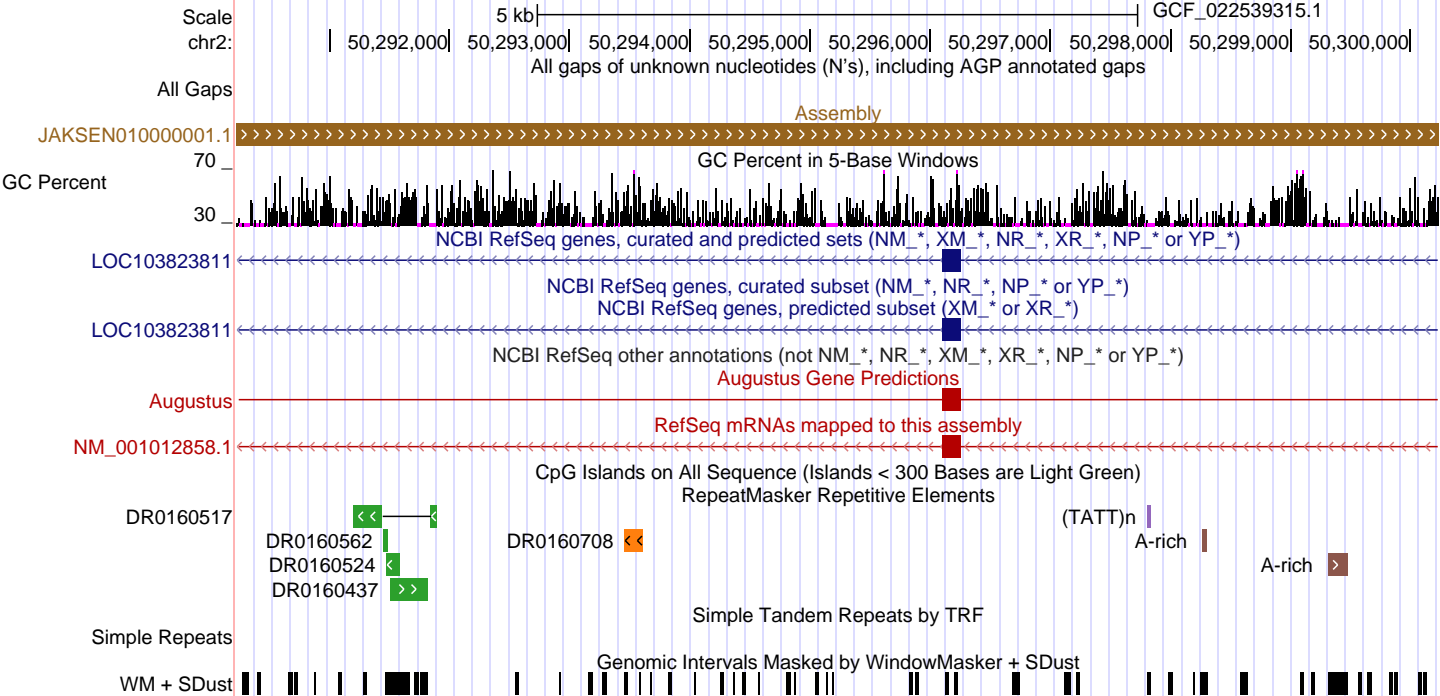 Scale 5 kb GCF_022539315.1
chr2: 50,292,000 50,293,000 50,294,000 50,295,000 50,296,000 50,297,000 50,298,000 50,299,000 50,300,000
All gaps of unknown nucleotides (N's), including AGP annotated gaps
All Gaps
Assembly
JAKSEN010000001.1
GC Percent in 5-Base Windows
70
GC Percent
30
NCBI RefSeq genes, curated and predicted sets (NM_*, XM_*, NR_*, XR_*, NP_* or YP_*)
LOC103823811
NCBI RefSeq genes, curated subset (NM_*, NR_*, NP_* or YP_*)
NCBI RefSeq genes, predicted subset (XM_* or XR_*)
LOC103823811
NCBI RefSeq other annotations (not NM_*, NR_*, XM_*, XR_*, NP_* or YP_*)
Augustus Gene Predictions
Augustus
RefSeq mRNAs mapped to this assembly
NM_001012858.1
CpG Islands on All Sequence (Islands < 300 Bases are Light Green)
RepeatMasker Repetitive Elements
DR0160517 (TATT)n
DR0160562 DR0160708 A-rich
DR0160524 A-rich
DR0160437
Simple Tandem Repeats by TRF
Simple Repeats
Genomic Intervals Masked by WindowMasker + SDust
WM + SDust